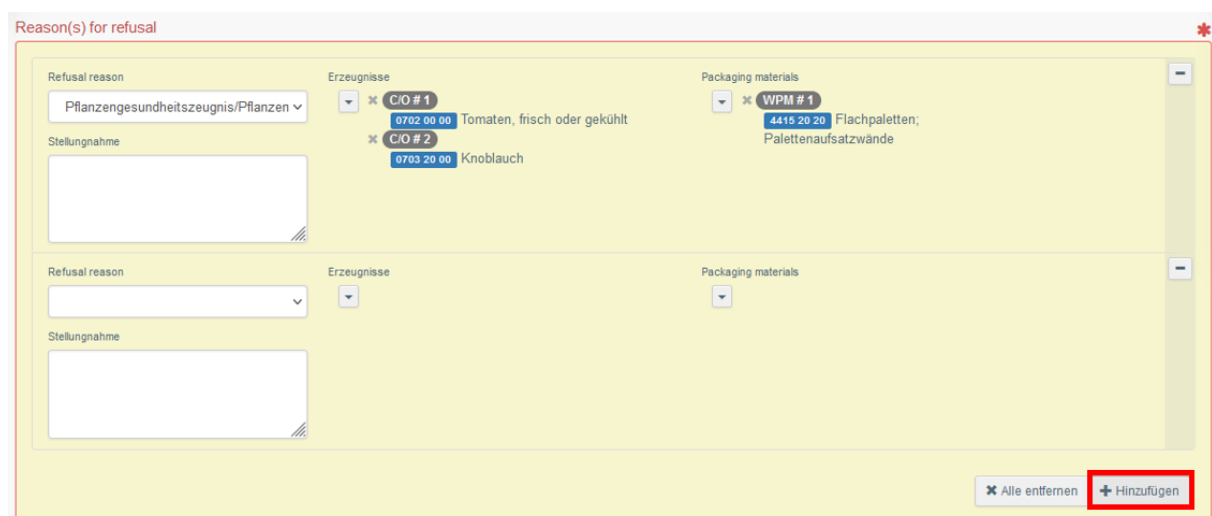 Reason(s) for refusal
Refusal reason
Erzeugnisse
Packaging materials
Pflanzengesundheitszeugnis/Pflanzen
C/O # 1
WPM # 1
0702 00 00 Tomaten, frisch oder gekühlt
4415 20 20 Flachpaletten;
Palettenaufsatzwände
Stellungnahme
C/O # 2
0703 20 00 Knoblauch
Refusal reason
Erzeugnisse
Packaging materials
Stellungnahme
Alle entfernen
Hinzufügen